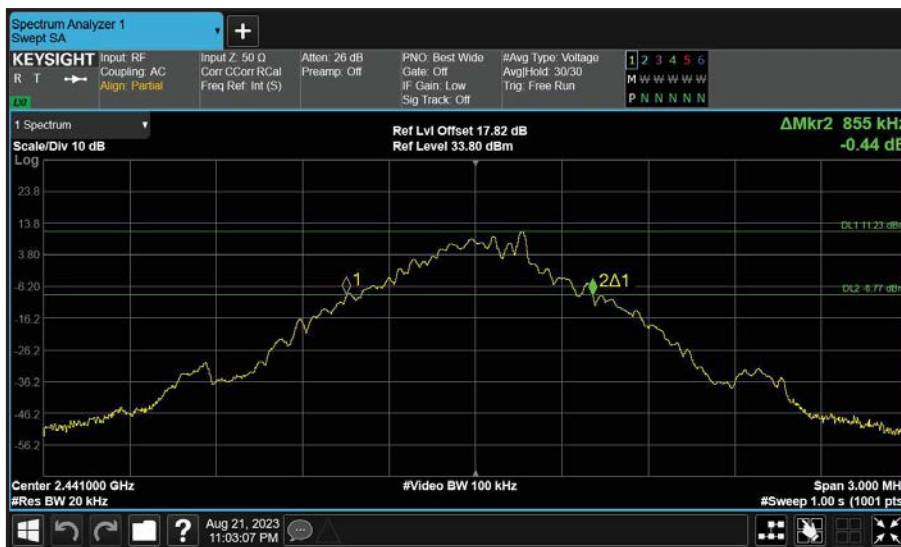 Spectrum Analyzer 1
Swept SA
+
KEYSIGHT
R T
LXI
Input: RF
Coupling: AC
Align: Partial
Input Z: 50 Ω
Corr CCorr RCal
Freq Ref: Int (S)
Atten: 26 dB
Preamp: Off
PNO: Best Wide
Gate: Off
IF Gain: Low
Sig Track: Off
#Avg Type: Voltage
Avg|Hold: 30/30
Trig: Free Run
1 2 3 4 5 6
M W W W W W
P N N N N N
1 Spectrum
Scale/Div 10 dB
Ref Lvl Offset 17.82 dB
Ref Level 33.80 dBm
ΔMkr2 855 kHz
-0.44 dB
Log
23.8
13.8
3.80
-6.20
-16.2
-26.2
-36.2
-46.2
-56.2
DL1 11.23 dBm
DL2 -8.77 dBm
1
2Δ1
Center 2.441000 GHz
#Res BW 20 kHz
#Video BW 100 kHz
Span 3.000 MH
#Sweep 1.00 s (1001 pts
?
Aug 21, 2023
11:03:07 PM